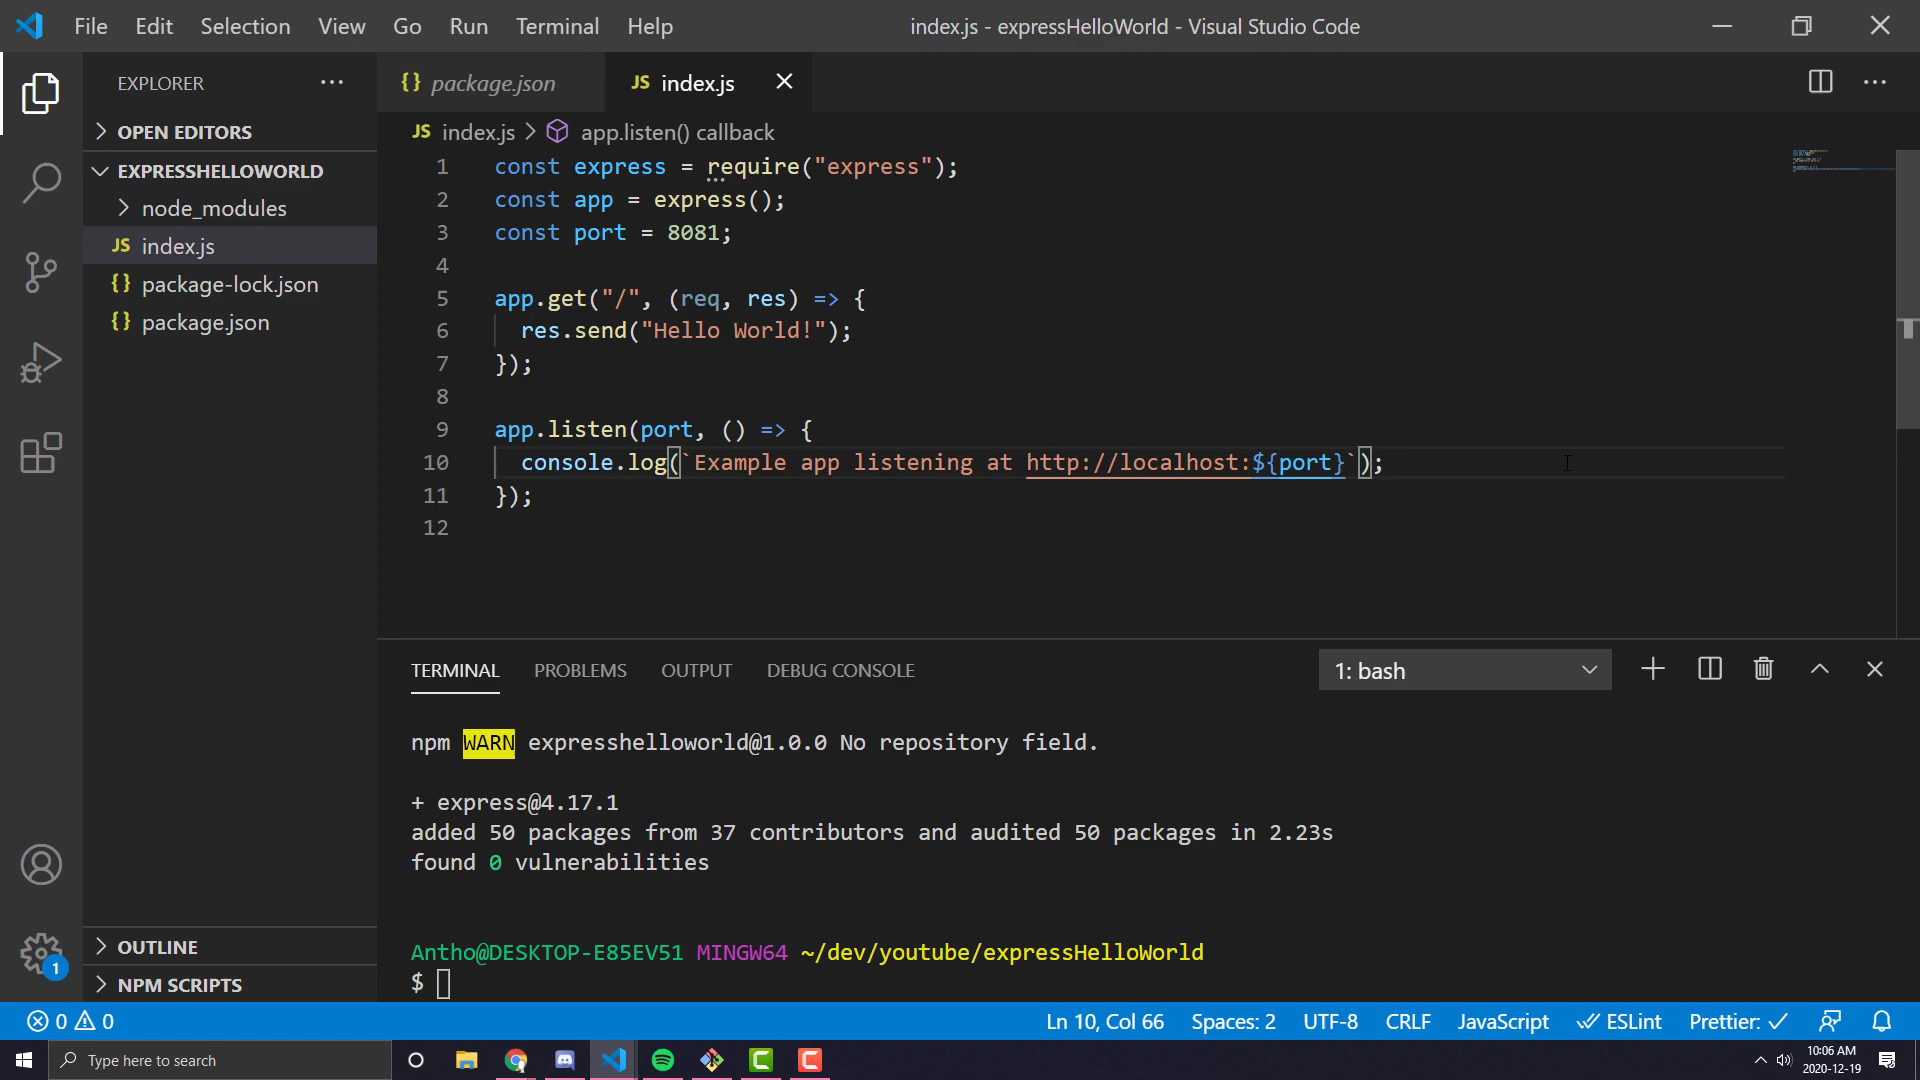 File Edit Selection View Go Run Terminal Help
index.js - expressHelloWorld - Visual Studio Code
EXPLORER
OPEN EDITORS
EXPRESSHELLOWORLD
node_modules
JS index.js
{} package-lock.json
{} package.json
OUTLINE
NPM SCRIPTS
1
{} package.json
JS index.js
JS index.js > app.listen() callback
1 const express = require("express");
2 const app = express();
3 const port = 8081;
4
5 app.get("/", (req, res) => {
6 res.send("Hello World!");
7 });
8
9 app.listen(port, () => {
10 console.log(`Example app listening at http://localhost:${port}`);
11 });
12
TERMINAL PROBLEMS OUTPUT DEBUG CONSOLE
1: bash
npm WARN expresshelloworld@1.0.0 No repository field.
+ express@4.17.1
added 50 packages from 37 contributors and audited 50 packages in 2.23s
found 0 vulnerabilities
Antho@DESKTOP-E85EV51 MINGW64 ~/dev/youtube/expressHelloWorld
$
0 0
Ln 10, Col 66 Spaces: 2 UTF-8 CRLF JavaScript ESLint Prettier: ✓
Type here to search
10:06 AM
2020-12-19